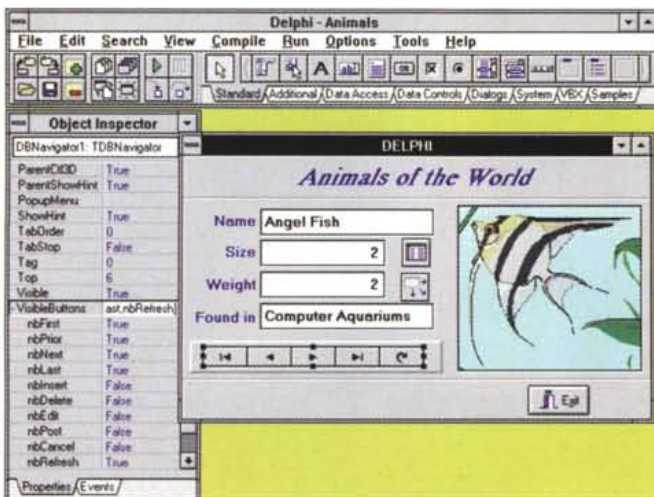 Delphi - Animals
File Edit Search View Compile Run Options Tools Help
A
OK
Standard Additional Data Access Data Controls Dialogs System VBX Samples
Object Inspector
DBNavigator1: TDBNavigator
ParentCtl3D True
ParentShowHint True
PopupMenu
ShowHint True
TabOrder 0
TabStop False
Tag 0
Top 6
Visible True
-VisibleButtons ast,nbRefresh]
nbFirst True
nbPrior True
nbNext True
nbLast True
nbInsert False
nbDelete False
nbEdit False
nbPost False
nbCancel False
nbRefresh True
Properties Events
DELPHI
Animals of the World
Name Angel Fish
Size 2
Weight 2
Found in Computer Aquariums
Exit